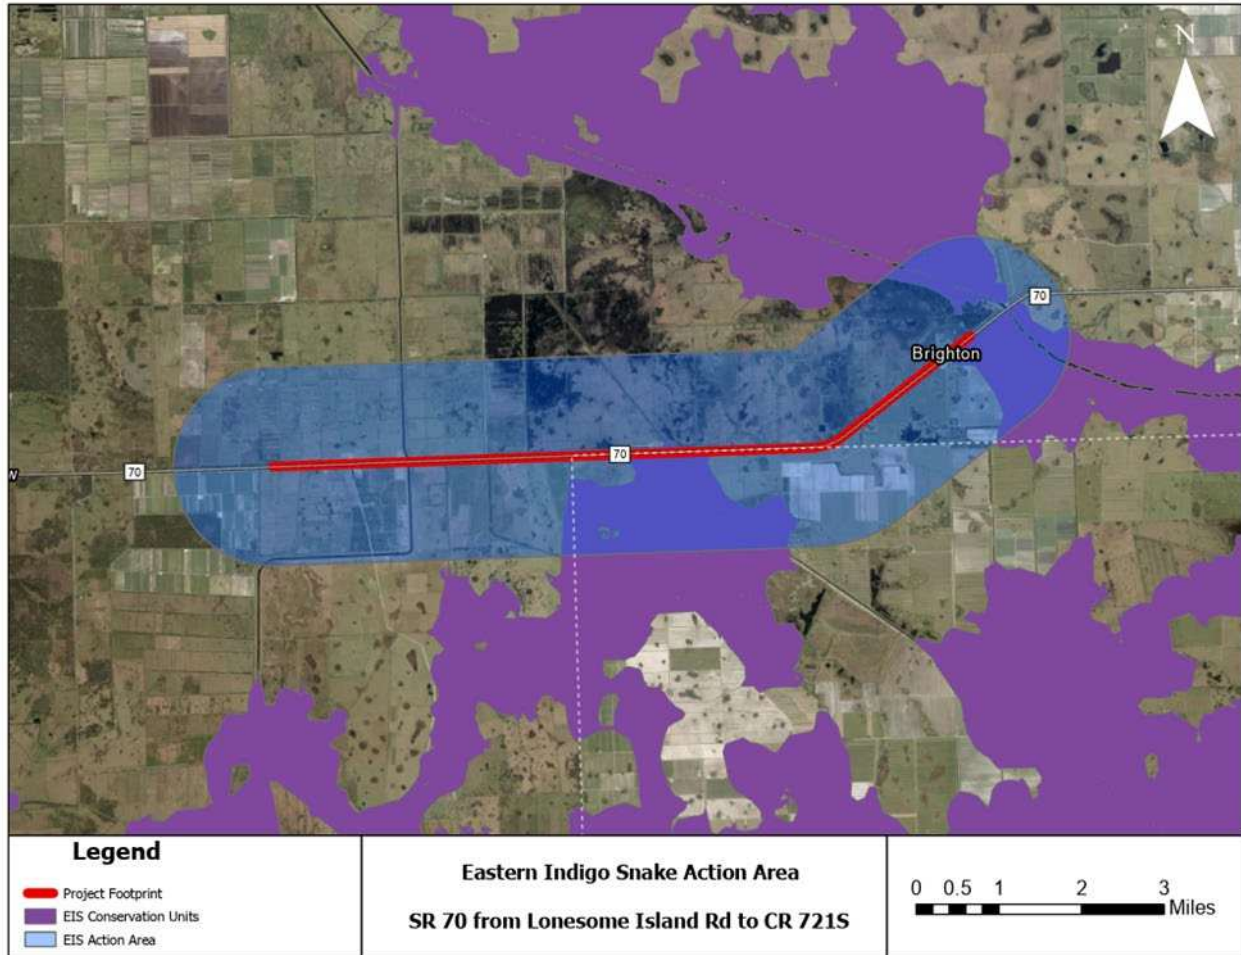 N
70
Brighton
70
70
Legend
Project Footprint
EIS Conservation Units
EIS Action Area
Eastern Indigo Snake Action Area
SR 70 from Lonesome Island Rd to CR 721S
0 0.5 1 2 3
Miles